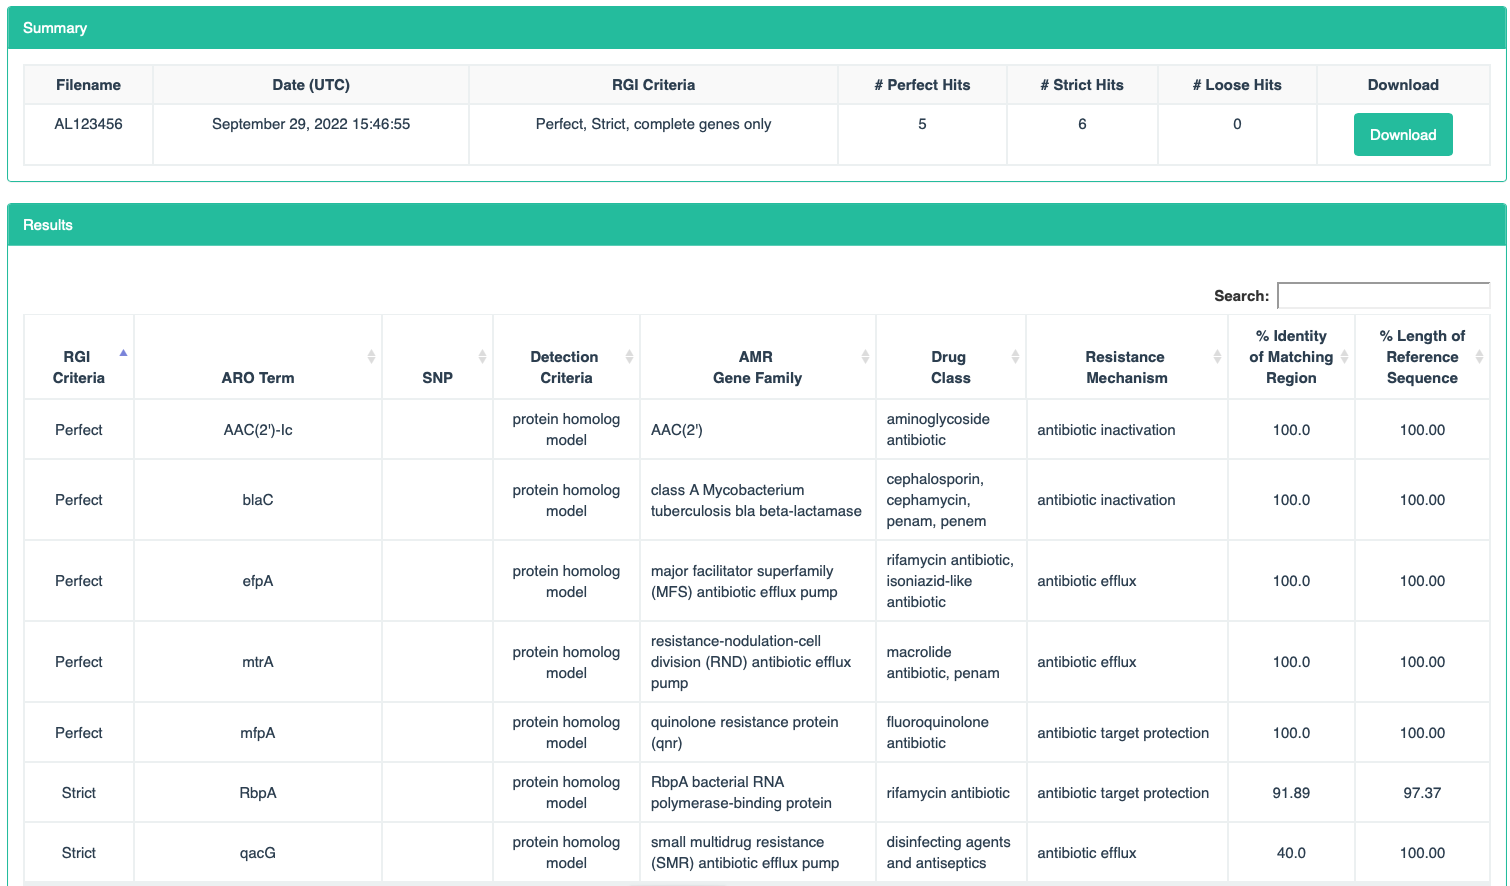 Summary
Filename Date (UTC) RGI Criteria # Perfect Hits # Strict Hits # Loose Hits Download
AL123456 September 29, 2022 15:46:55 Perfect, Strict, complete genes only 5 6 0 Download
Results
Search:
RGI Criteria ARO Term SNP Detection Criteria AMR Gene Family Drug Class Resistance Mechanism % Identity of Matching Region % Length of Reference Sequence
Perfect AAC(2')-Ic protein homolog model AAC(2') aminoglycoside antibiotic antibiotic inactivation 100.0 100.00
Perfect blaC protein homolog model class A Mycobacterium tuberculosis bla beta-lactamase cephalosporin, cephamycin, penam, penem antibiotic inactivation 100.0 100.00
Perfect efpA protein homolog model major facilitator superfamily (MFS) antibiotic efflux pump rifamycin antibiotic, isoniazid-like antibiotic antibiotic efflux 100.0 100.00
Perfect mtrA protein homolog model resistance-nodulation-cell division (RND) antibiotic efflux pump macrolide antibiotic, penam antibiotic efflux 100.0 100.00
Perfect mfpA protein homolog model quinolone resistance protein (qnr) fluoroquinolone antibiotic antibiotic target protection 100.0 100.00
Strict RbpA protein homolog model RbpA bacterial RNA polymerase-binding protein rifamycin antibiotic antibiotic target protection 91.89 97.37
Strict qacG protein homolog model small multidrug resistance (SMR) antibiotic efflux pump disinfecting agents and antiseptics antibiotic efflux 40.0 100.00